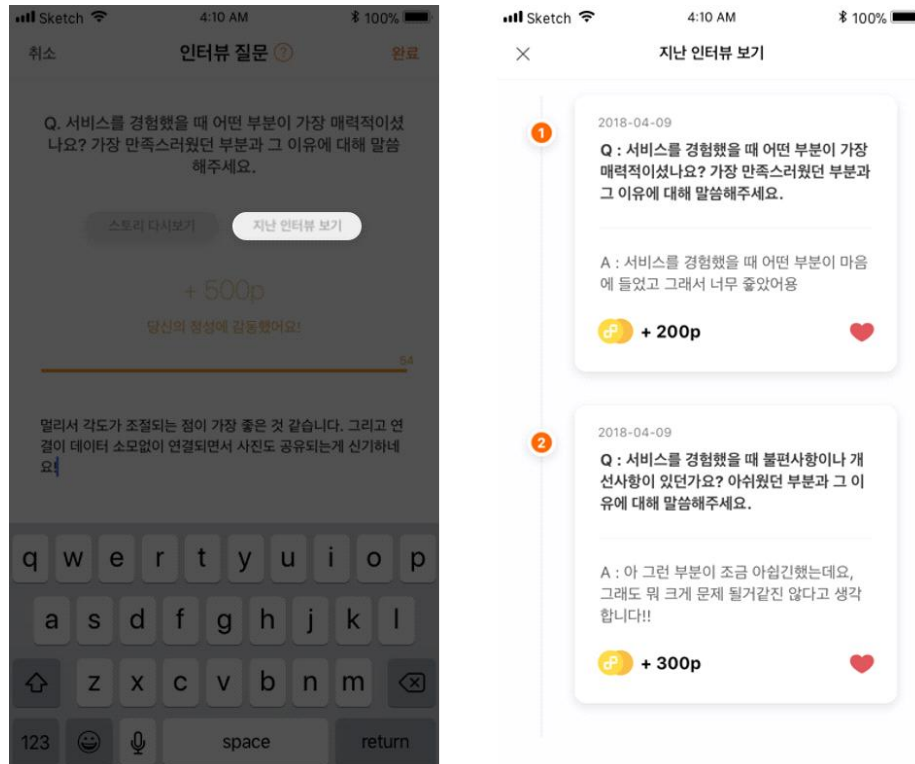 Sketch 4:10 AM 100%
취소 인터뷰 질문 ? 완료
Q. 서비스를 경험했을 때 어떤 부분이 가장 매력적이셨
나요? 가장 만족스러웠던 부분과 그 이유에 대해 말씀
해주세요.
스토리 다시보기 지난 인터뷰 보기
+ 500p
당신의 정성에 감동했어요!
54
멀리서 각도가 조절되는 점이 가장 좋은 것 같습니다. 그리고 연
결이 데이터 소모없이 연결되면서 사진도 공유되는게 신기하네
요!
q w e r t y u i o p
a s d f g h j k l
z x c v b n m
123 space return
Sketch 4:10 AM 100%
지난 인터뷰 보기
1
2018-04-09
Q : 서비스를 경험했을 때 어떤 부분이 가장
매력적이셨나요? 가장 만족스러웠던 부분과
그 이유에 대해 말씀해주세요.
A : 서비스를 경험했을 때 어떤 부분이 마음
에 들었고 그래서 너무 좋았어용
+ 200p
2
2018-04-09
Q : 서비스를 경험했을 때 불편사항이나 개
선사항이 있던가요? 아쉬웠던 부분과 그 이
유에 대해 말씀해주세요.
A : 아 그런 부분이 조금 아쉽긴했는데요,
그래도 뭐 크게 문제 될거같진 않다고 생각
합니다!!
+ 300p